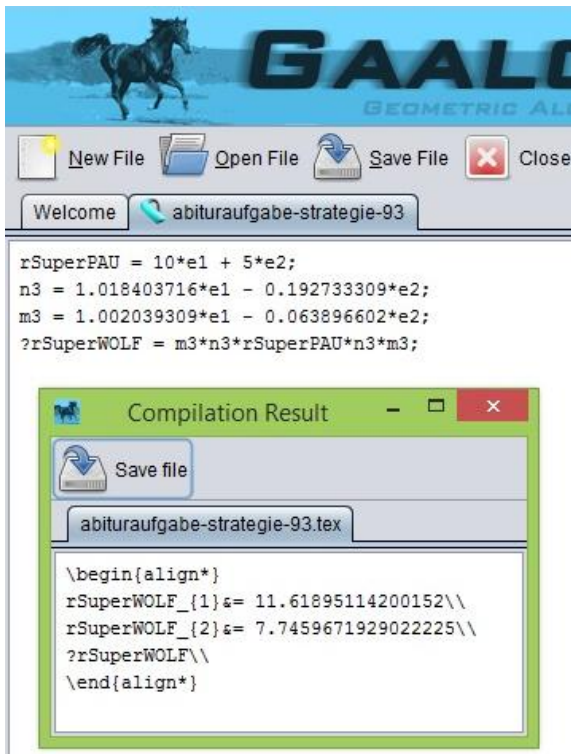 GAALO
GEOMETRIC AL
New File Open File Save File Close
Welcome abituraufgabe-strategie-93
rSuperPAU = 10*e1 + 5*e2;
n3 = 1.018403716*e1 - 0.192733309*e2;
m3 = 1.002039309*e1 - 0.063896602*e2;
?rSuperWOLF = m3*n3*rSuperPAU*n3*m3;
Compilation Result
Save file
abituraufgabe-strategie-93.tex
\begin{align*}
rSuperWOLF_{1}&= 11.61895114200152\\
rSuperWOLF_{2}&= 7.7459671929022225\\
?rSuperWOLF\\
\end{align*}